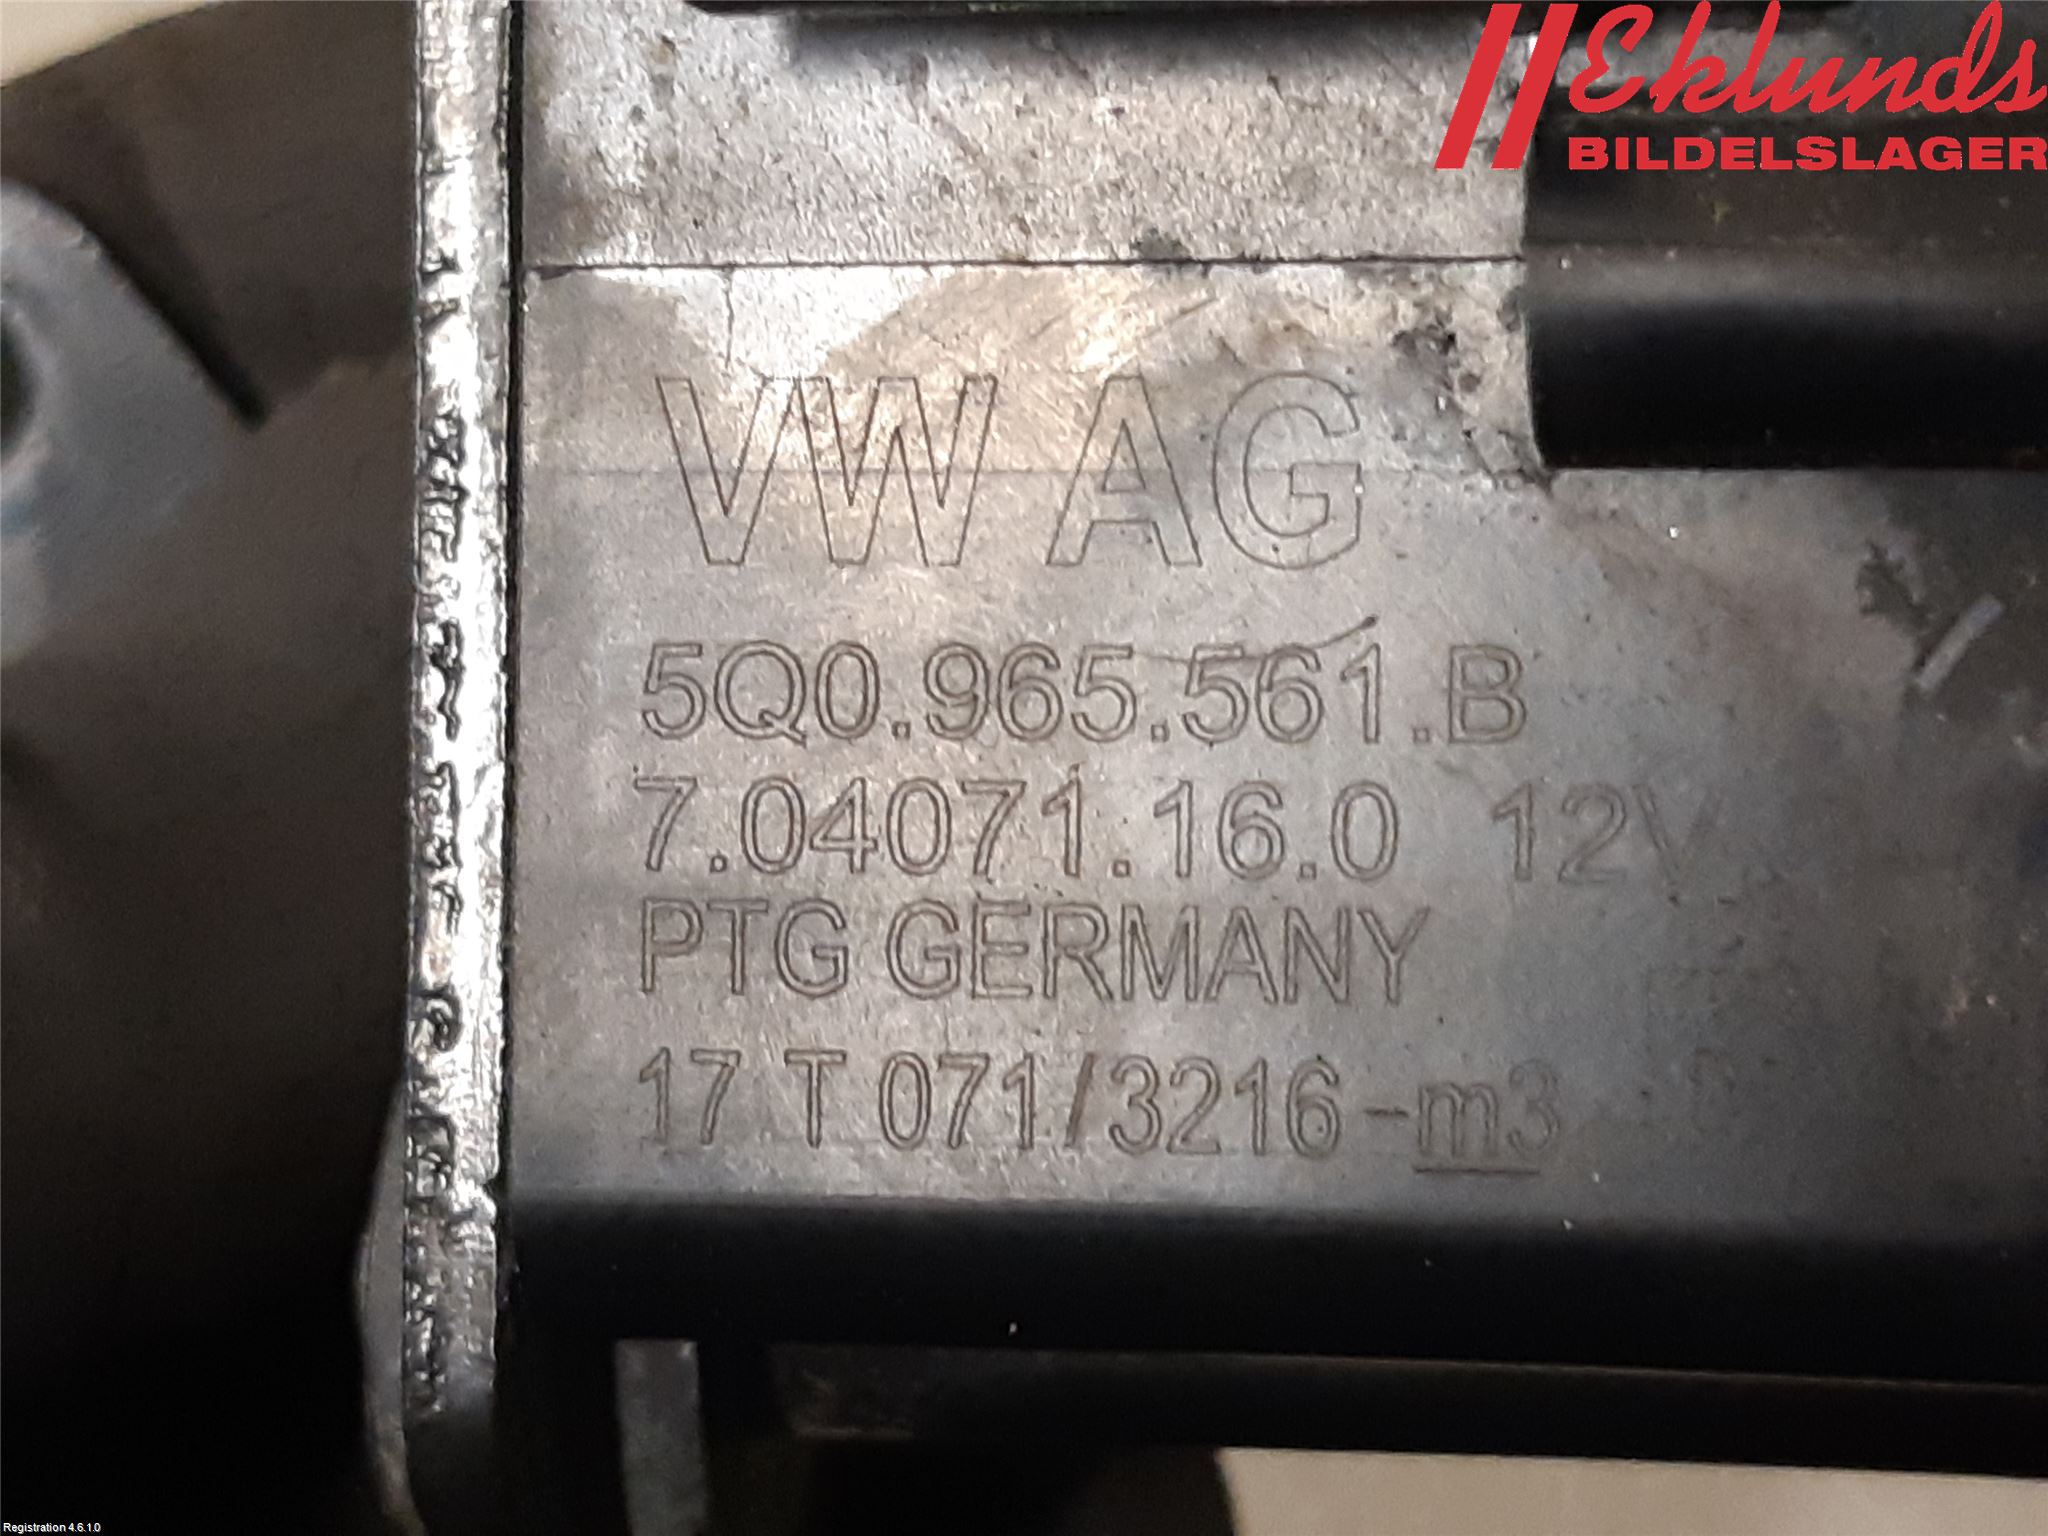 Eklunds
BILDELSLAGER
VW AG
5Q0.965.561.B
7.04071.16.0 12V
PTG GERMANY
17 T 071/3216-m3
Registration 4.6.1.0